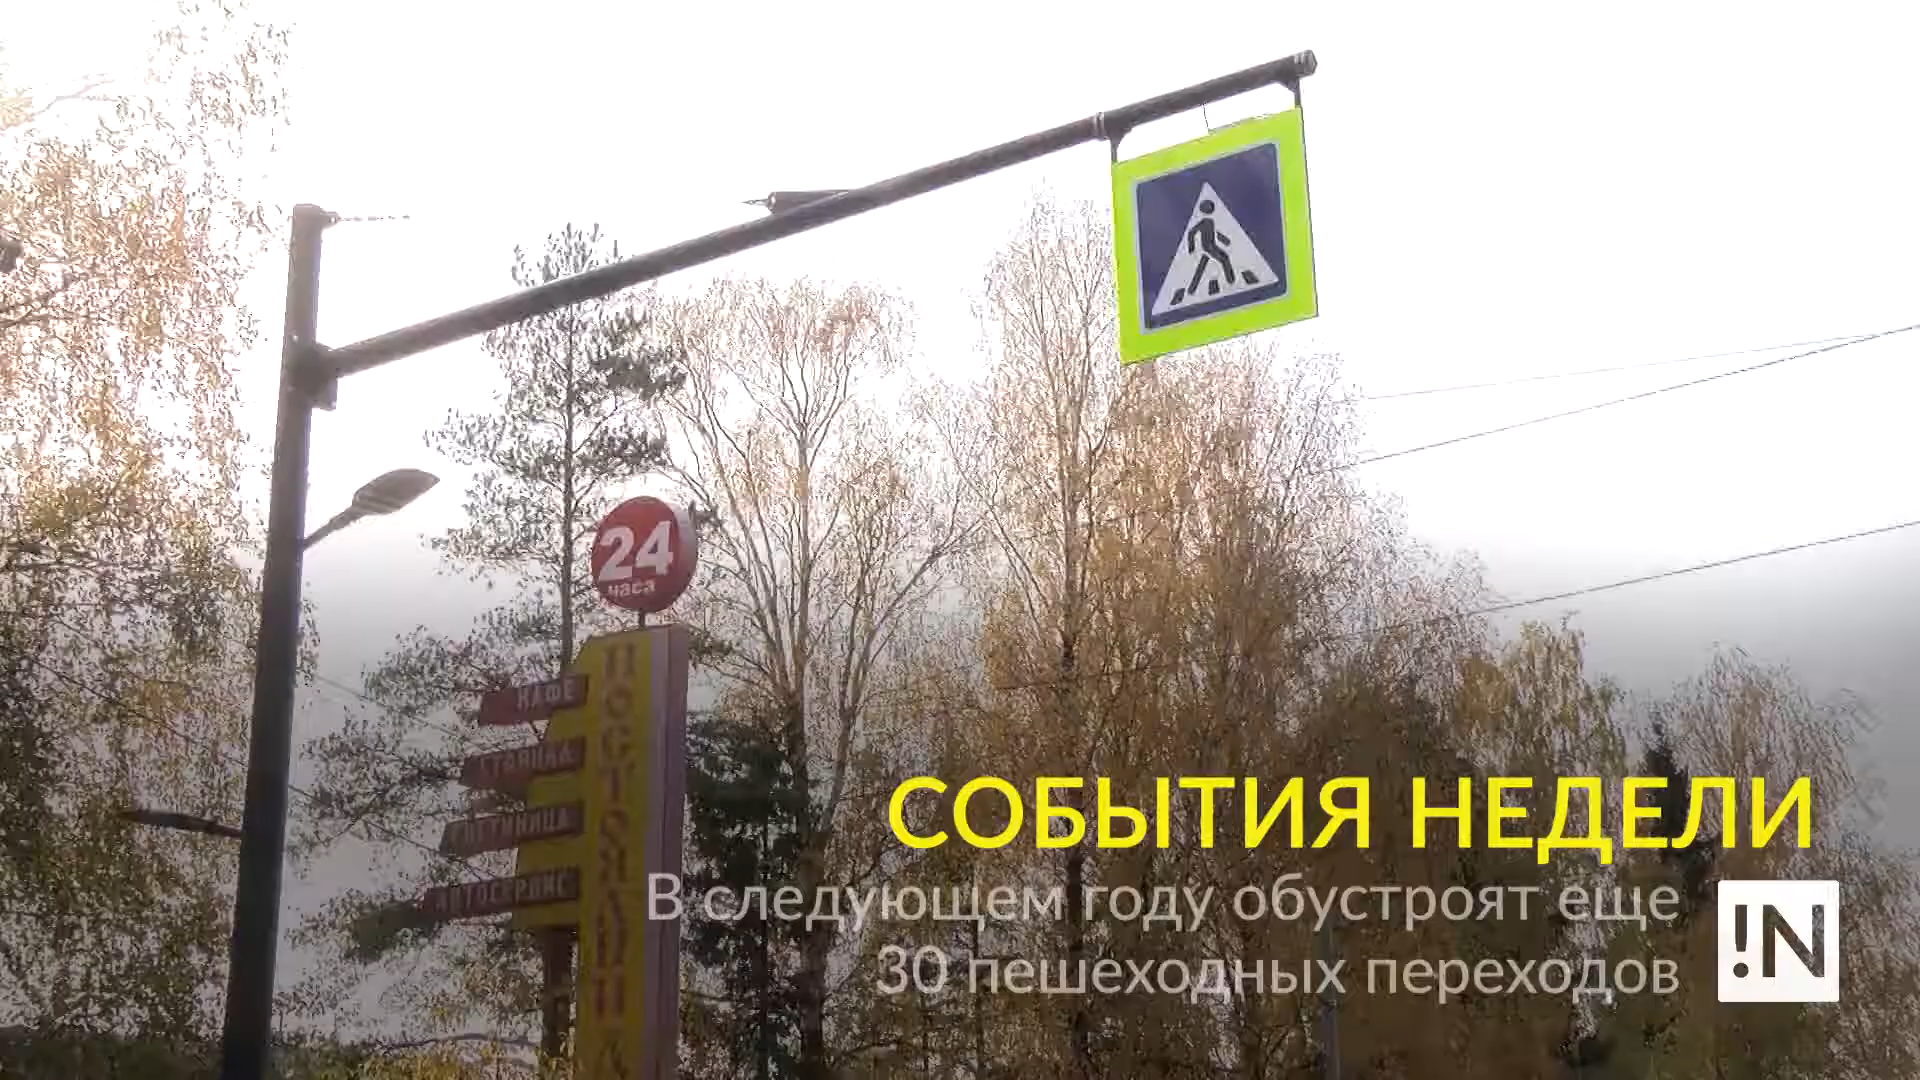 24
часа
КАФЕ
СТОЯНКА
ГОСТИНИЦА
АВТОСЕРВИС
СОБЫТИЯ НЕДЕЛИ
В следующем году обустроят еще
30 пешеходных переходов
!N